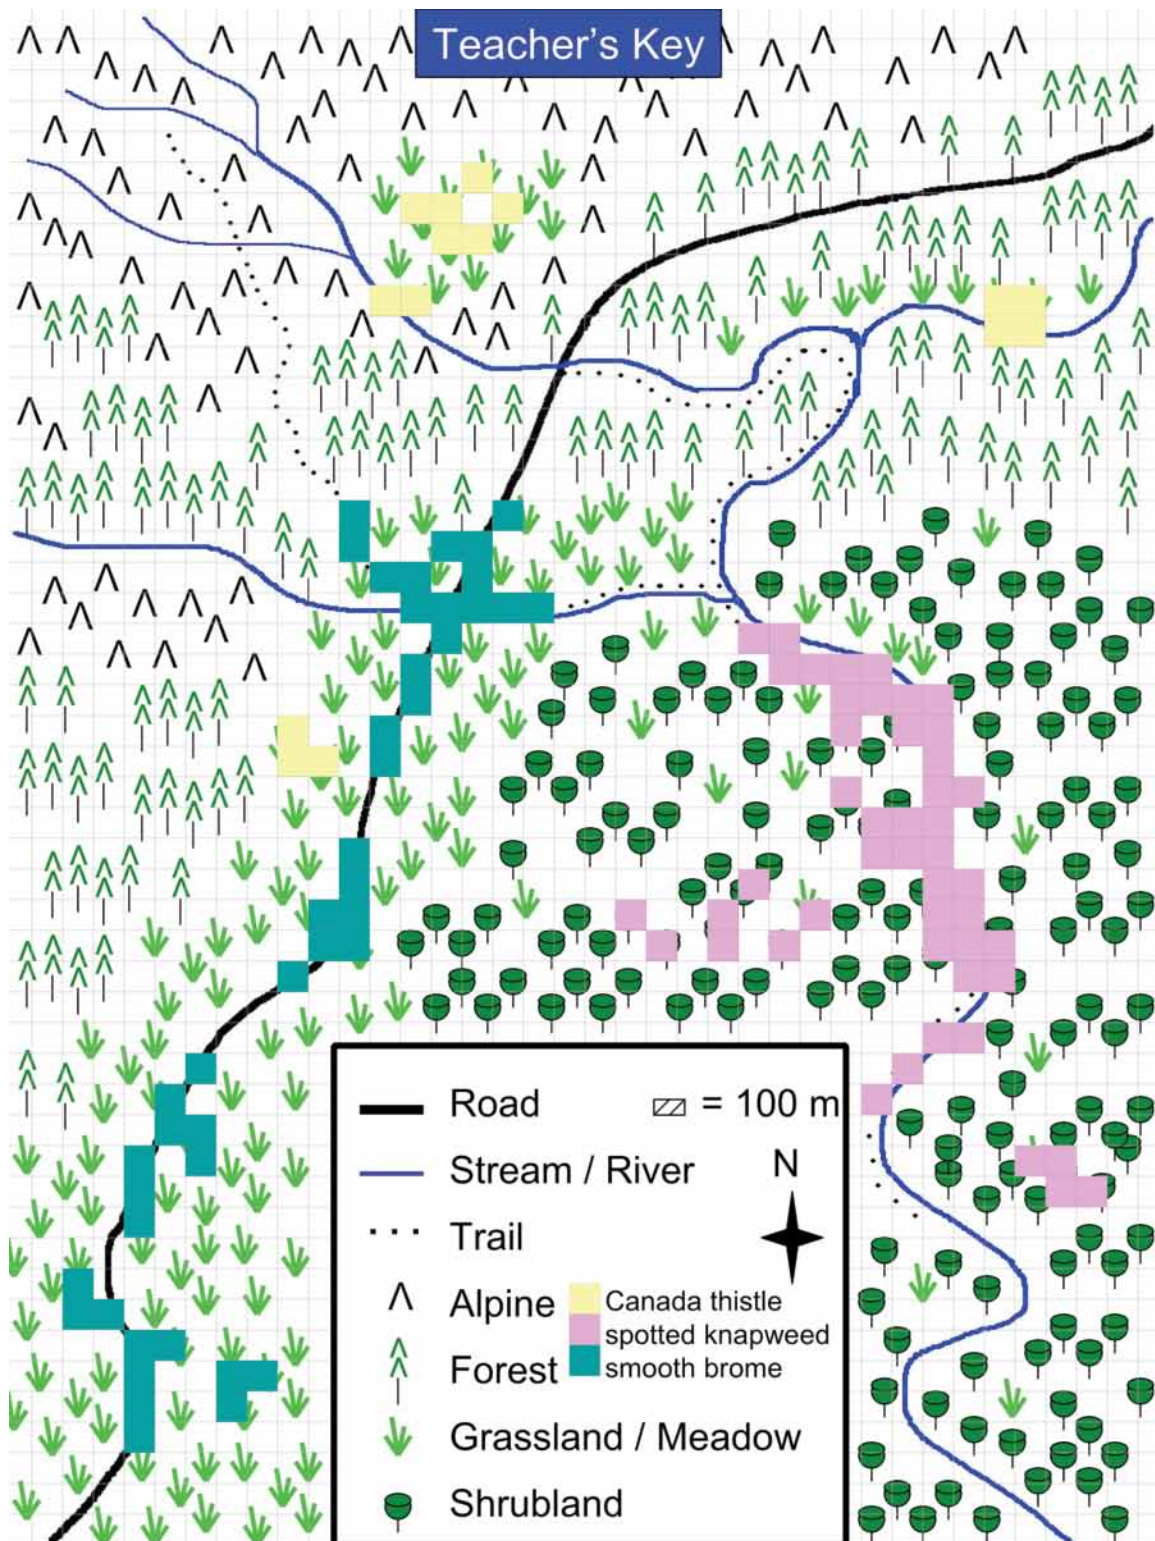 Teacher's Key
Road
= 100 m
Stream / River
N
Trail
Alpine
Canada thistle
spotted knapweed
smooth brome
Forest
Grassland / Meadow
Shrubland